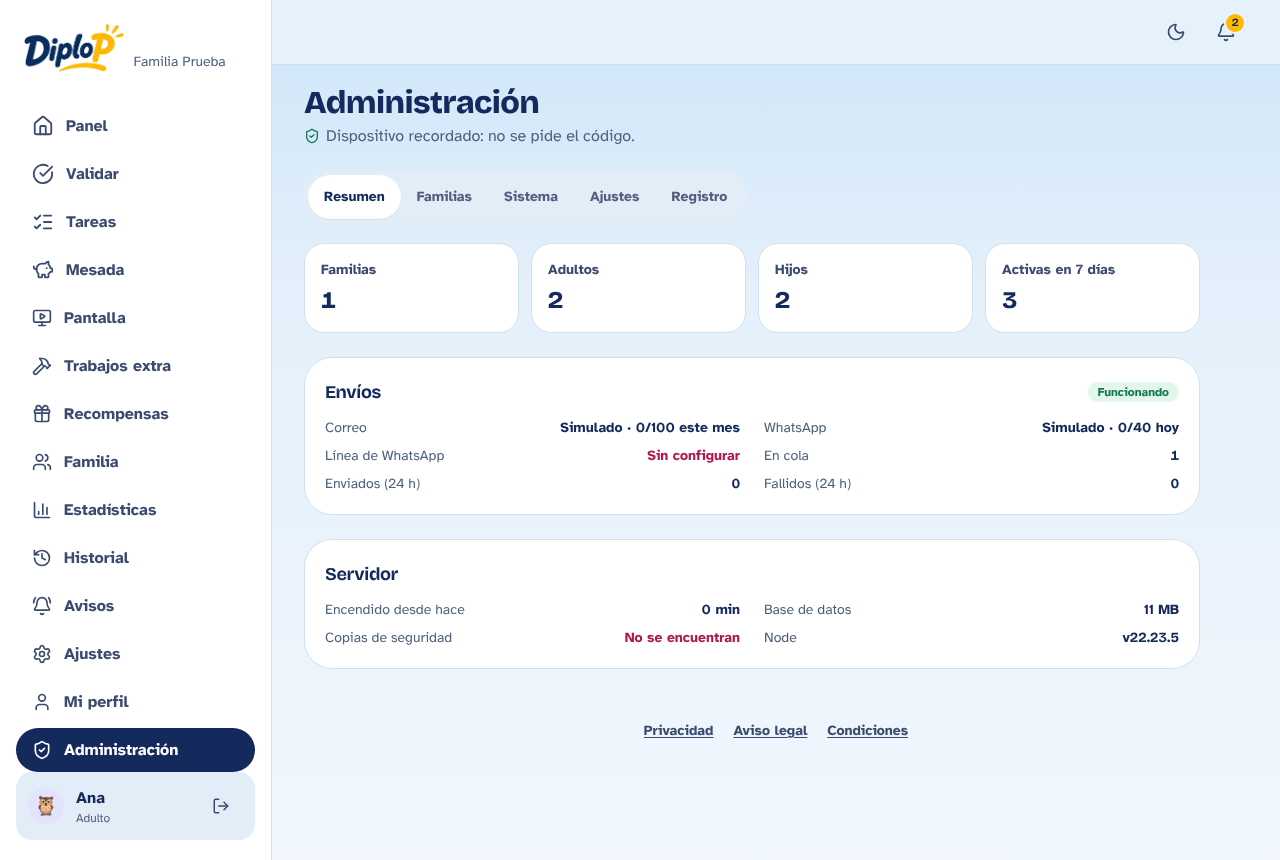 DiploP
Familia Prueba
Panel
Validar
Tareas
Mesada
Pantalla
Trabajos extra
Recompensas
Familia
Estadísticas
Historial
Avisos
Ajustes
Mi perfil
Administración
Ana
Adulto
2
Administración
Dispositivo recordado: no se pide el código.
Resumen Familias Sistema Ajustes Registro
Familias
1
Adultos
2
Hijos
2
Activas en 7 días
3
Envíos Funcionando
Correo Simulado · 0/100 este mes WhatsApp Simulado · 0/40 hoy
Línea de WhatsApp Sin configurar En cola 1
Enviados (24 h) 0 Fallidos (24 h) 0
Servidor
Encendido desde hace 0 min Base de datos 11 MB
Copias de seguridad No se encuentran Node v22.23.5
Privacidad Aviso legal Condiciones